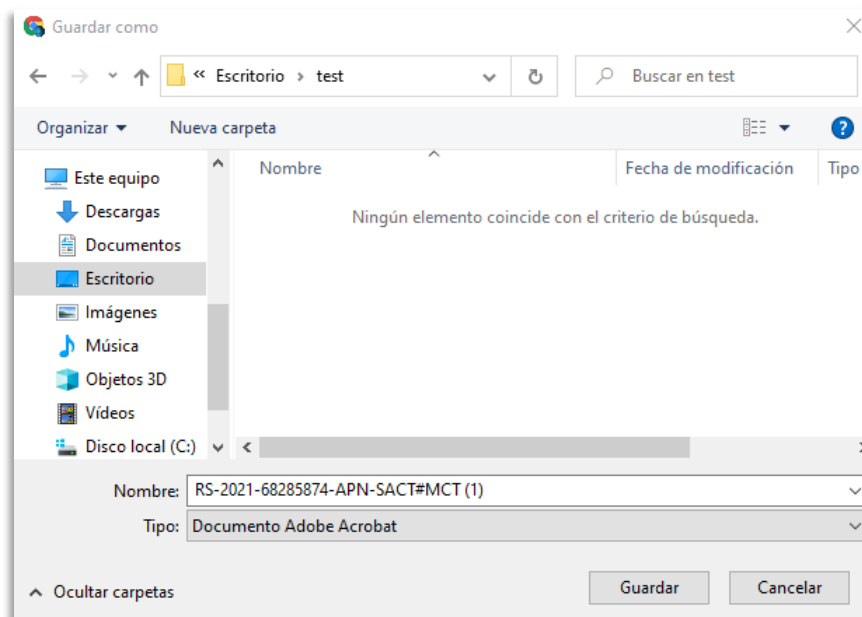 Guardar como
« Escritorio › test
Buscar en test
Organizar Nueva carpeta
?
Nombre Fecha de modificación Tipo
Ningún elemento coincide con el criterio de búsqueda.
Este equipo
Descargas
Documentos
Escritorio
Imágenes
Música
Objetos 3D
Vídeos
Disco local (C:)
Nombre: RS-2021-68285874-APN-SACT#MCT (1)
Tipo: Documento Adobe Acrobat
Ocultar carpetas
Guardar Cancelar